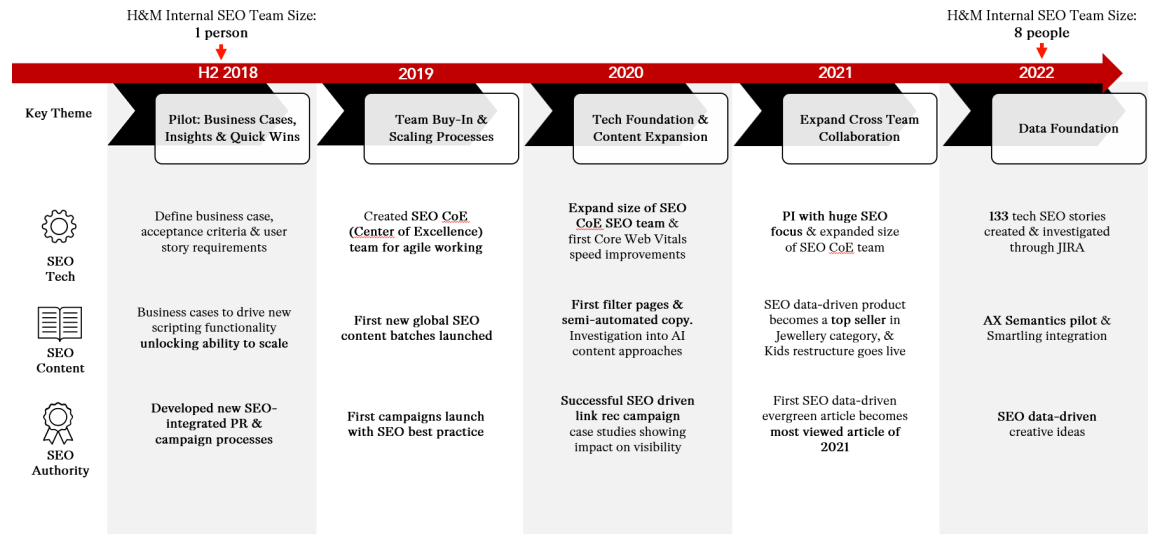 H&M Internal SEO Team Size:
1 person
H&M Internal SEO Team Size:
8 people
H2 2018
2019
2020
2021
2022
Key Theme
Pilot: Business Cases,
Insights & Quick Wins
Team Buy-In &
Scaling Processes
Tech Foundation &
Content Expansion
Expand Cross Team
Collaboration
Data Foundation
SEO
Tech
Define business case,
acceptance criteria & user
story requirements
Created SEO CoE
(Center of Excellence)
team for agile working
Expand size of SEO
CoE SEO team &
first Core Web Vitals
speed improvements
PI with huge SEO
focus & expanded size
of SEO CoE team
133 tech SEO stories
created & investigated
through JIRA
SEO
Content
Business cases to drive new
scripting functionality
unlocking ability to scale
First new global SEO
content batches launched
First filter pages &
semi-automated copy.
Investigation into AI
content approaches
SEO data-driven product
becomes a top seller in
Jewellery category, &
Kids restructure goes live
AX Semantics pilot &
Smartling integration
SEO
Authority
Developed new SEO-
integrated PR &
campaign processes
First campaigns launch
with SEO best practice
Successful SEO driven
link rec campaign
case studies showing
impact on visibility
First SEO data-driven
evergreen article becomes
most viewed article of
2021
SEO data-driven
creative ideas